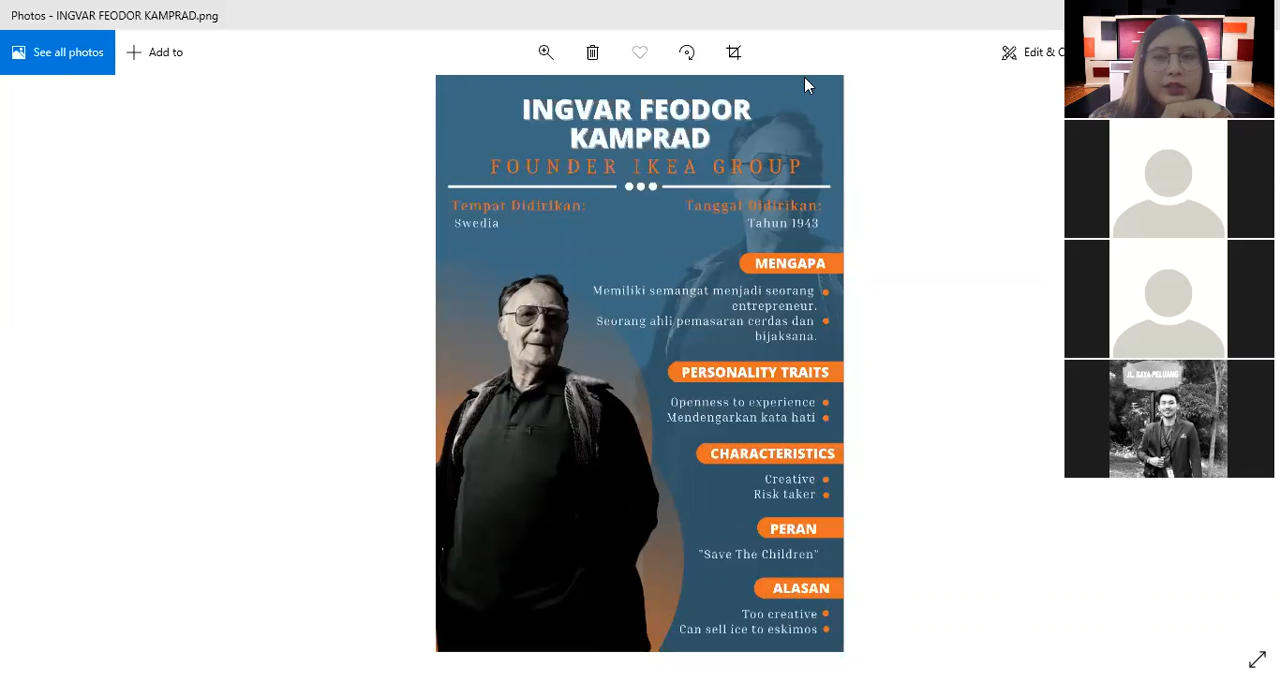 Photos - INGVAR FEODOR KAMPRAD.png
See all photos
Add to
Edit & C
INGVAR FEODOR
KAMPRAD
FOUNDER IKEA GROUP
Tempat Didirikan:
Swedia
Tanggal Didirikan:
Tahun 1943
MENGAPA
Memiliki semangat menjadi seorang
entrepreneur.
Seorang ahli pemasaran cerdas dan
bijaksana.
PERSONALITY TRAITS
Openness to experience
Mendengarkan kata hati
CHARACTERISTICS
Creative
Risk taker
PERAN
"Save The Children"
ALASAN
Too creative
Can sell ice to eskimos
JL. RAYA PELUANG